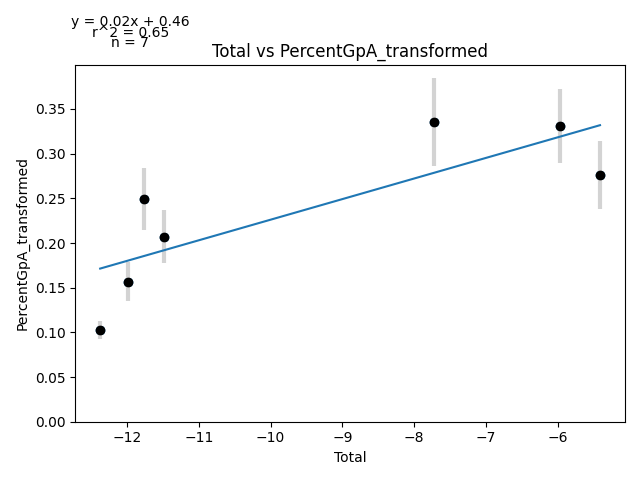 y = 0.02x + 0.46
r^2 = 0.65
n = 7
Total vs PercentGpA_transformed
PercentGpA_transformed
0.35
0.30
0.25
0.20
0.15
0.10
0.05
0.00
−12 −11 −10 −9 −8 −7 −6
Total